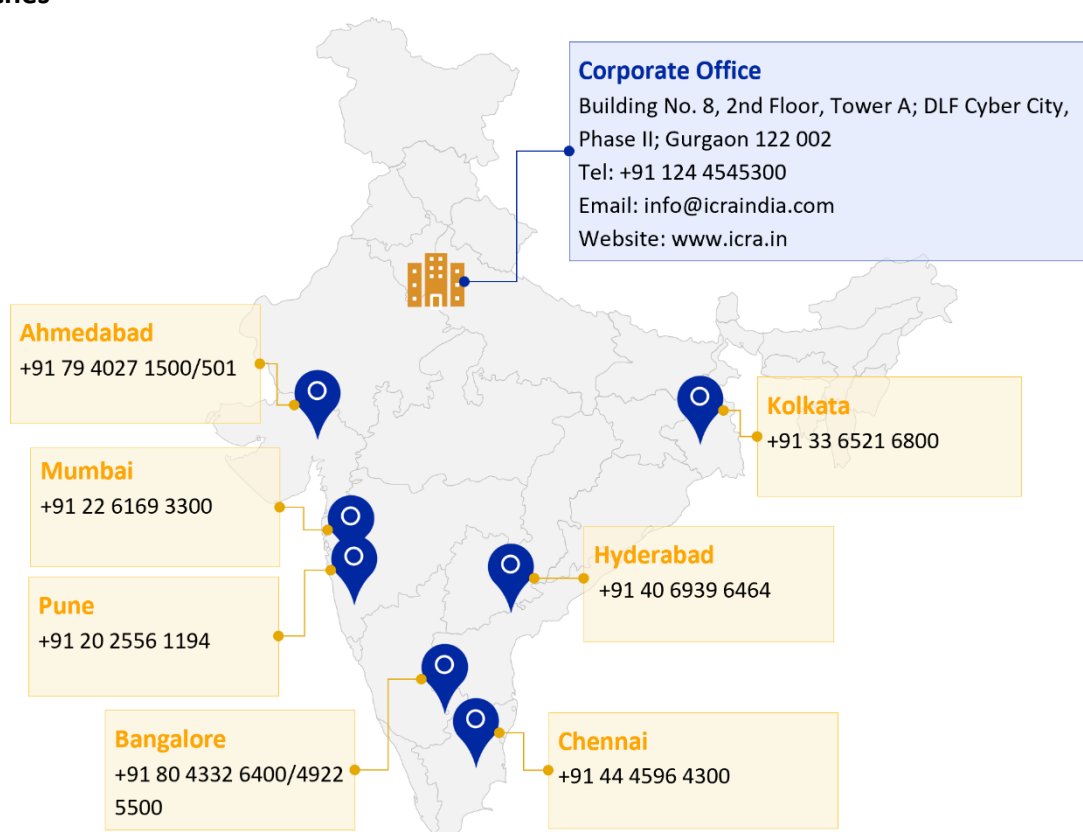 Corporate Office
Building No. 8, 2nd Floor, Tower A; DLF Cyber City,
Phase II; Gurgaon 122 002
Tel: +91 124 4545300
Email: info@icraindia.com
Website: www.icra.in
Ahmedabad
+91 79 4027 1500/501
Kolkata
+91 33 6521 6800
Mumbai
+91 22 6169 3300
Hyderabad
+91 40 6939 6464
Pune
+91 20 2556 1194
Bangalore
+91 80 4332 6400/4922
5500
Chennai
+91 44 4596 4300